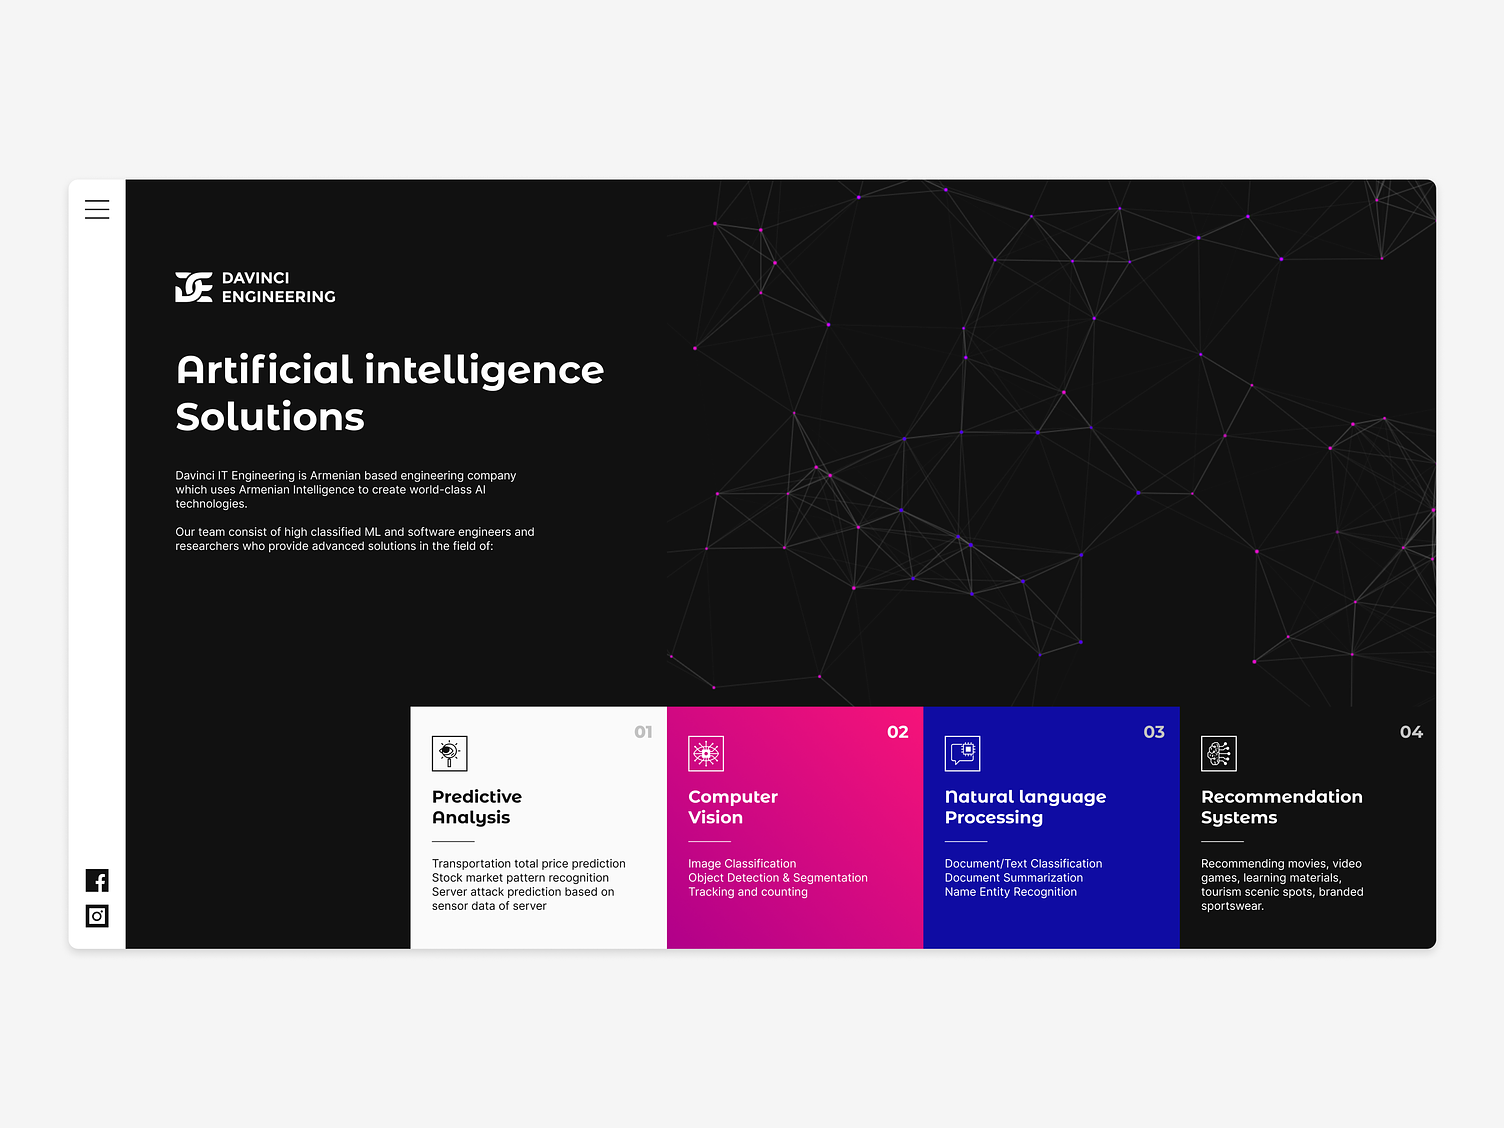 DAVINCI
ENGINEERING
Artificial intelligence
Solutions
Davinci IT Engineering is Armenian based engineering company
which uses Armenian Intelligence to create world-class AI
technologies.
Our team consist of high classified ML and software engineers and
researchers who provide advanced solutions in the field of:
01
Predictive
Analysis
Transportation total price prediction
Stock market pattern recognition
Server attack prediction based on
sensor data of server
02
Computer
Vision
Image Classification
Object Detection & Segmentation
Tracking and counting
03
Natural language
Processing
Document/Text Classification
Document Summarization
Name Entity Recognition
04
Recommendation
Systems
Recommending movies, video
games, learning materials,
tourism scenic spots, branded
sportswear.